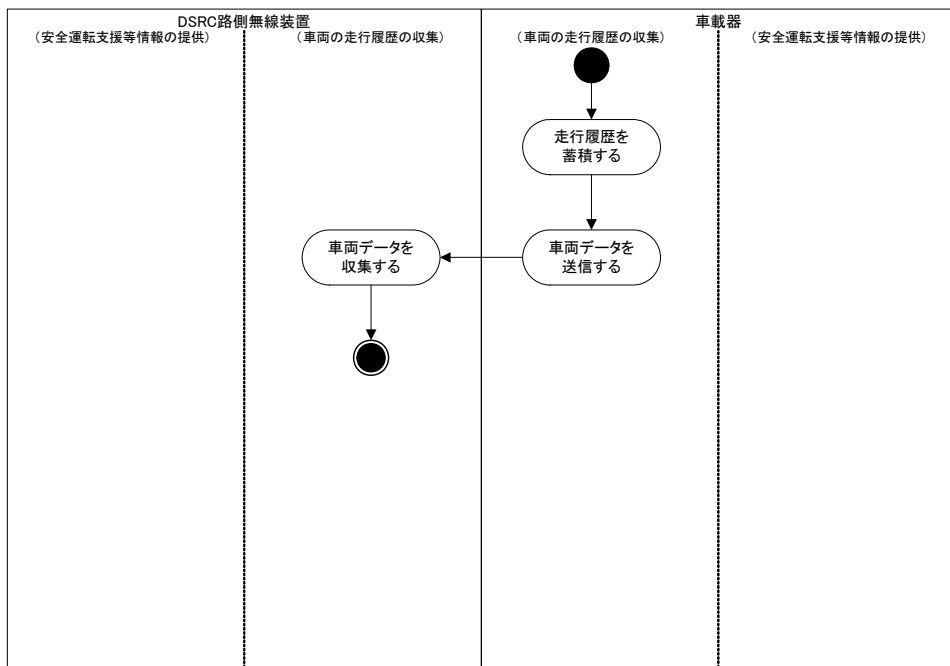 DSRC路側無線装置
車載器
(安全運転支援等情報の提供)
(車両の走行履歴の収集)
(車両の走行履歴の収集)
(安全運転支援等情報の提供)
走行履歴を
蓄積する
車両データを
収集する
車両データを
送信する